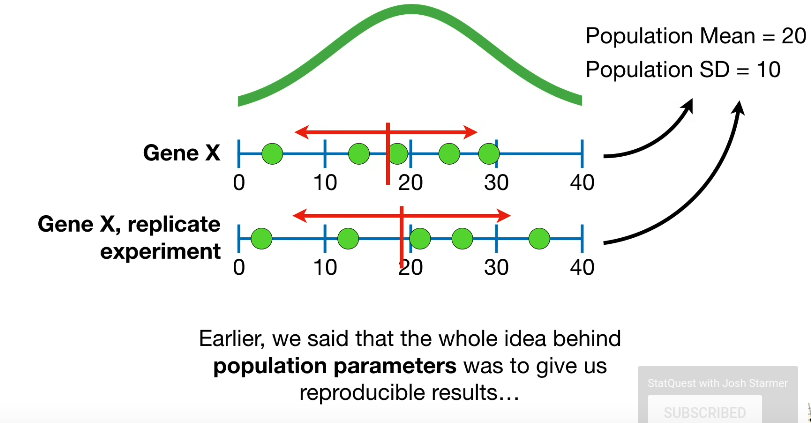 Population Mean = 20
Population SD = 10
Gene X
0 10 20 30 40
Gene X, replicate
experiment
0 10 20 30 40
Earlier, we said that the whole idea behind
population parameters was to give us
reproducible results…
StatQuest with Josh Starmer
SUBSCRIBED